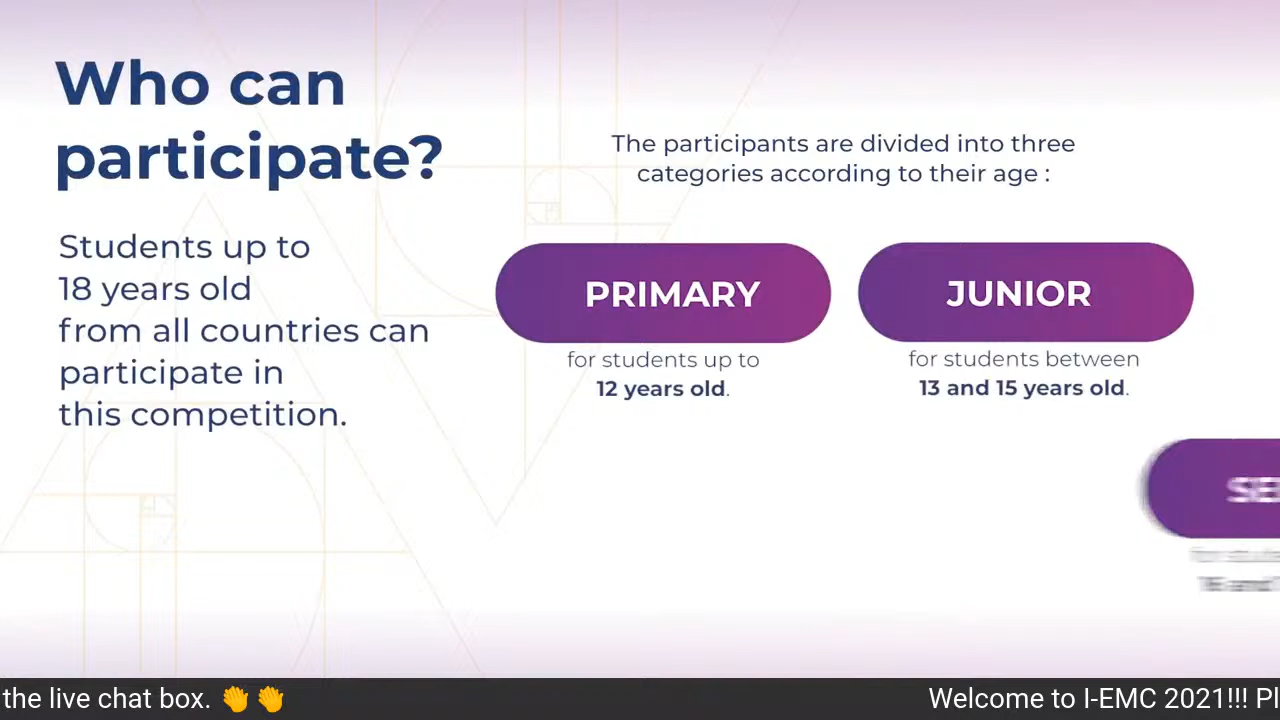 Who can
participate?
Students up to
18 years old
from all countries can
participate in
this competition.
The participants are divided into three
categories according to their age :
PRIMARY
for students up to
12 years old.
JUNIOR
for students between
13 and 15 years old.
the live chat box. 👏 👏
Welcome to I-EMC 2021!!! Pl